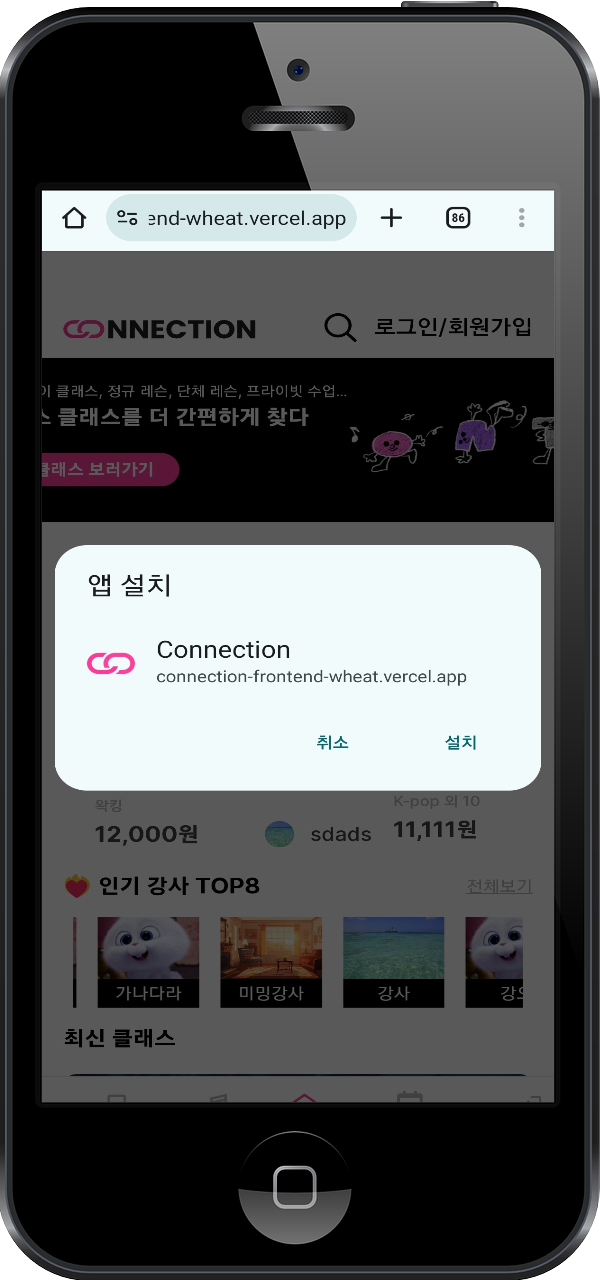 end-wheat.vercel.app
86
CONNECTION
로그인/회원가입
이 클래스, 정규 레슨, 단체 레슨, 프라이빗 수업...
스 클래스를 더 간편하게 찾다
클래스 보러가기
앱 설치
Connection
connection-frontend-wheat.vercel.app
취소
설치
왁킹
12,000원
sdads
K-pop 외 10
11,111원
인기 강사 TOP8
전체보기
가나다라
미밍강사
강사
최신 클래스